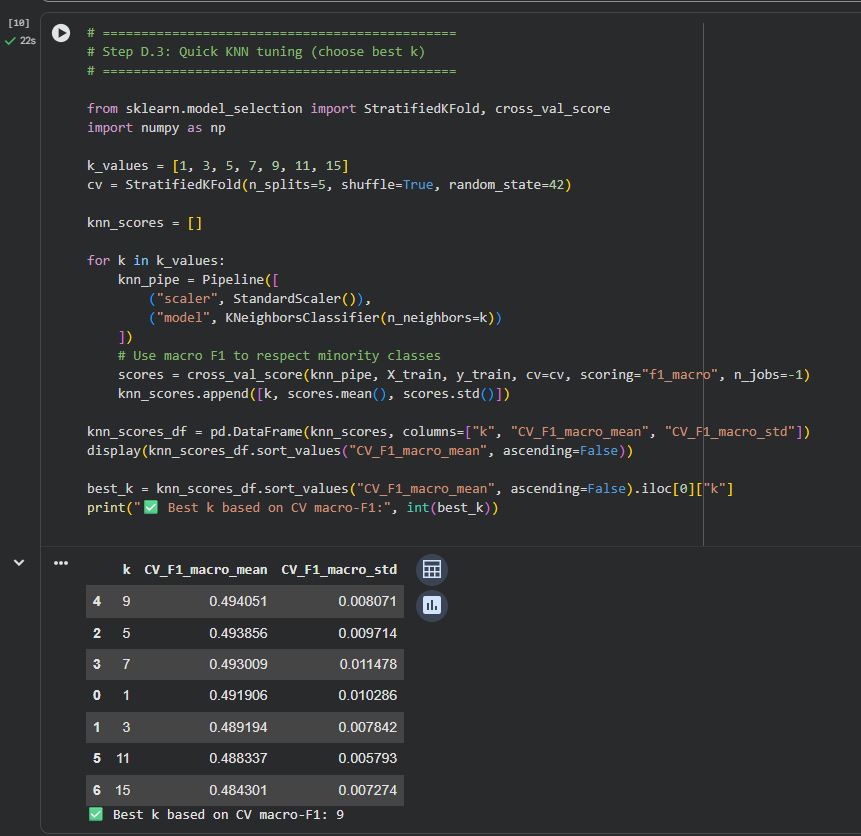 [10]
22s
# ==============================================
# Step D.3: Quick KNN tuning (choose best k)
# ==============================================
from sklearn.model_selection import StratifiedKFold, cross_val_score
import numpy as np
k_values = [1, 3, 5, 7, 9, 11, 15]
cv = StratifiedKFold(n_splits=5, shuffle=True, random_state=42)
knn_scores = []
for k in k_values:
    knn_pipe = Pipeline([
        ("scaler", StandardScaler()),
        ("model", KNeighborsClassifier(n_neighbors=k))
    ])
    # Use macro F1 to respect minority classes
    scores = cross_val_score(knn_pipe, X_train, y_train, cv=cv, scoring="f1_macro", n_jobs=-1)
    knn_scores.append([k, scores.mean(), scores.std()])
knn_scores_df = pd.DataFrame(knn_scores, columns=["k", "CV_F1_macro_mean", "CV_F1_macro_std"])
display(knn_scores_df.sort_values("CV_F1_macro_mean", ascending=False))
best_k = knn_scores_df.sort_values("CV_F1_macro_mean", ascending=False).iloc[0]["k"]
print("✅ Best k based on CV macro-F1:", int(best_k))
k CV_F1_macro_mean CV_F1_macro_std
4 9 0.494051 0.008071
2 5 0.493856 0.009714
3 7 0.493009 0.011478
0 1 0.491906 0.010286
1 3 0.489194 0.007842
5 11 0.488337 0.005793
6 15 0.484301 0.007274
✅ Best k based on CV macro-F1: 9